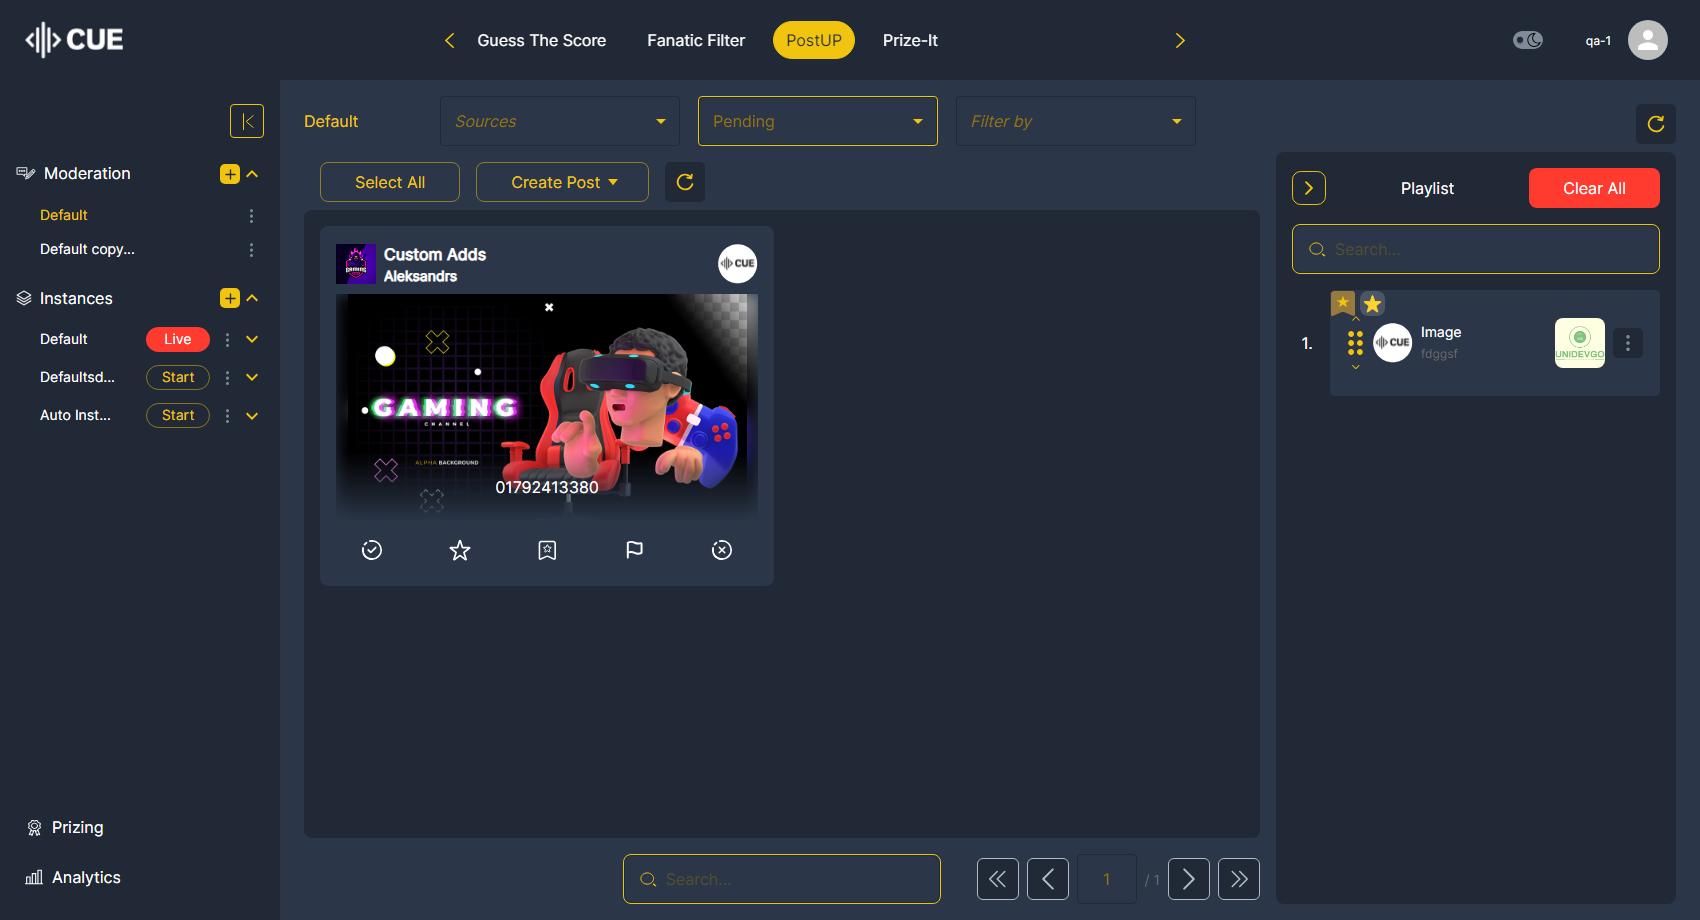 CUE
Guess The Score
Fanatic Filter
PostUP
Prize-It
qa-1
Moderation
Default
Default copy...
Instances
Default
Live
Defaultsd...
Start
Auto Inst...
Start
Prizing
Analytics
Default
Sources
Pending
Filter by
Select All
Create Post
Custom Adds
Aleksandrs
GAMING
CUE
GAMING
CHANNEL
ALPHA BACKGROUND
01792413380
Search...
1
/ 1
Playlist
Clear All
Search...
1.
CUE
Image
fdggsf
UNIDEVGO